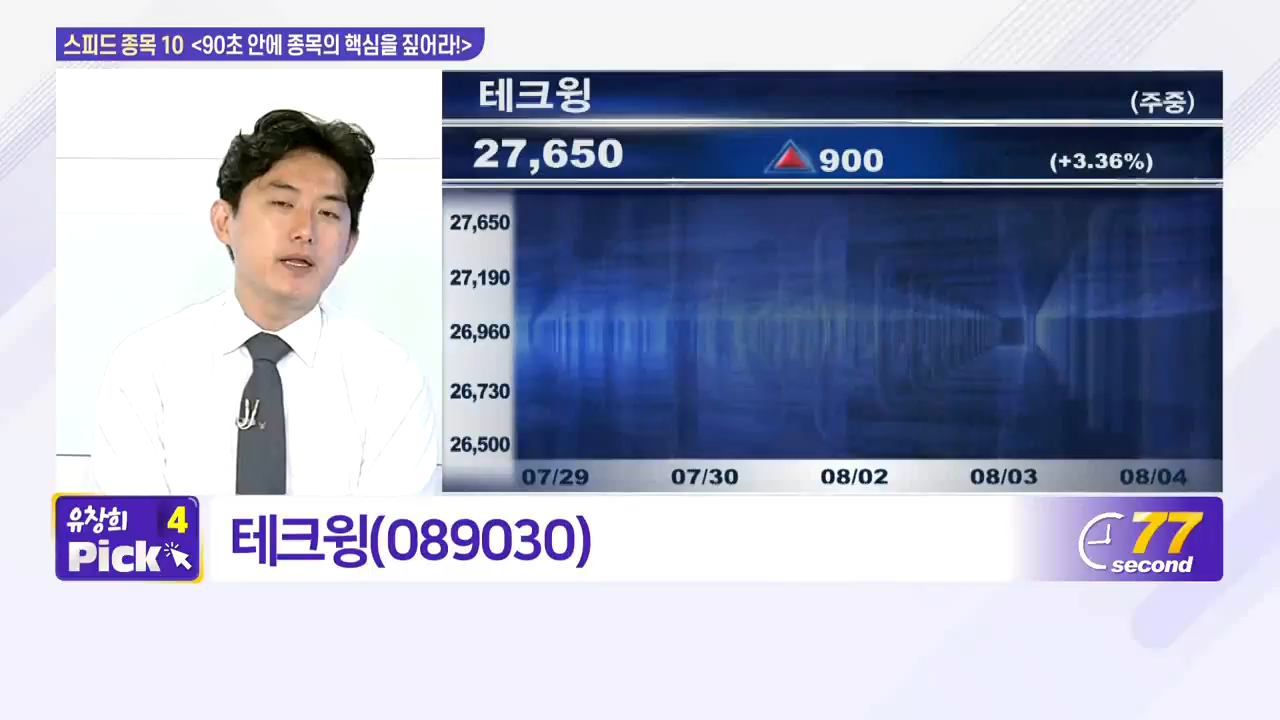 스피드 종목 10 <90초 안에 종목의 핵심을 짚어라!>
테크윙
(주중)
27,650 ▲ 900 (+3.36%)
27,650
27,190
26,960
26,730
26,500
07/29 07/30 08/02 08/03 08/04
유창희 4
Pick
테크윙(089030)
77
second